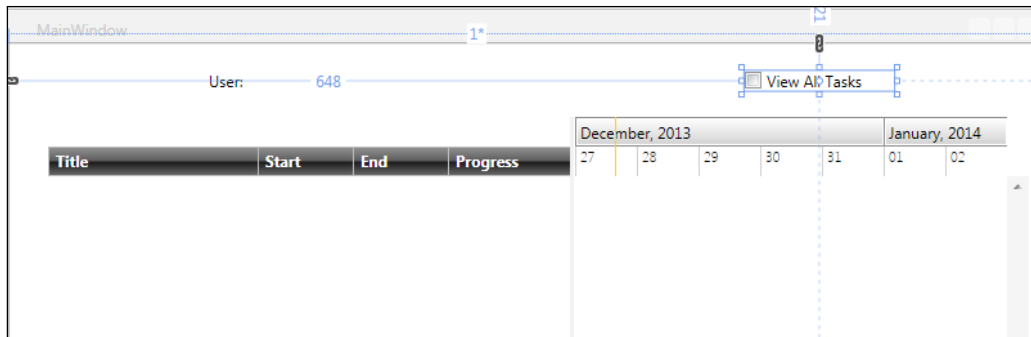 MainWindow
1*
21
User:
648
View All Tasks
December, 2013
January, 2014
Title
Start
End
Progress
27
28
29
30
31
01
02